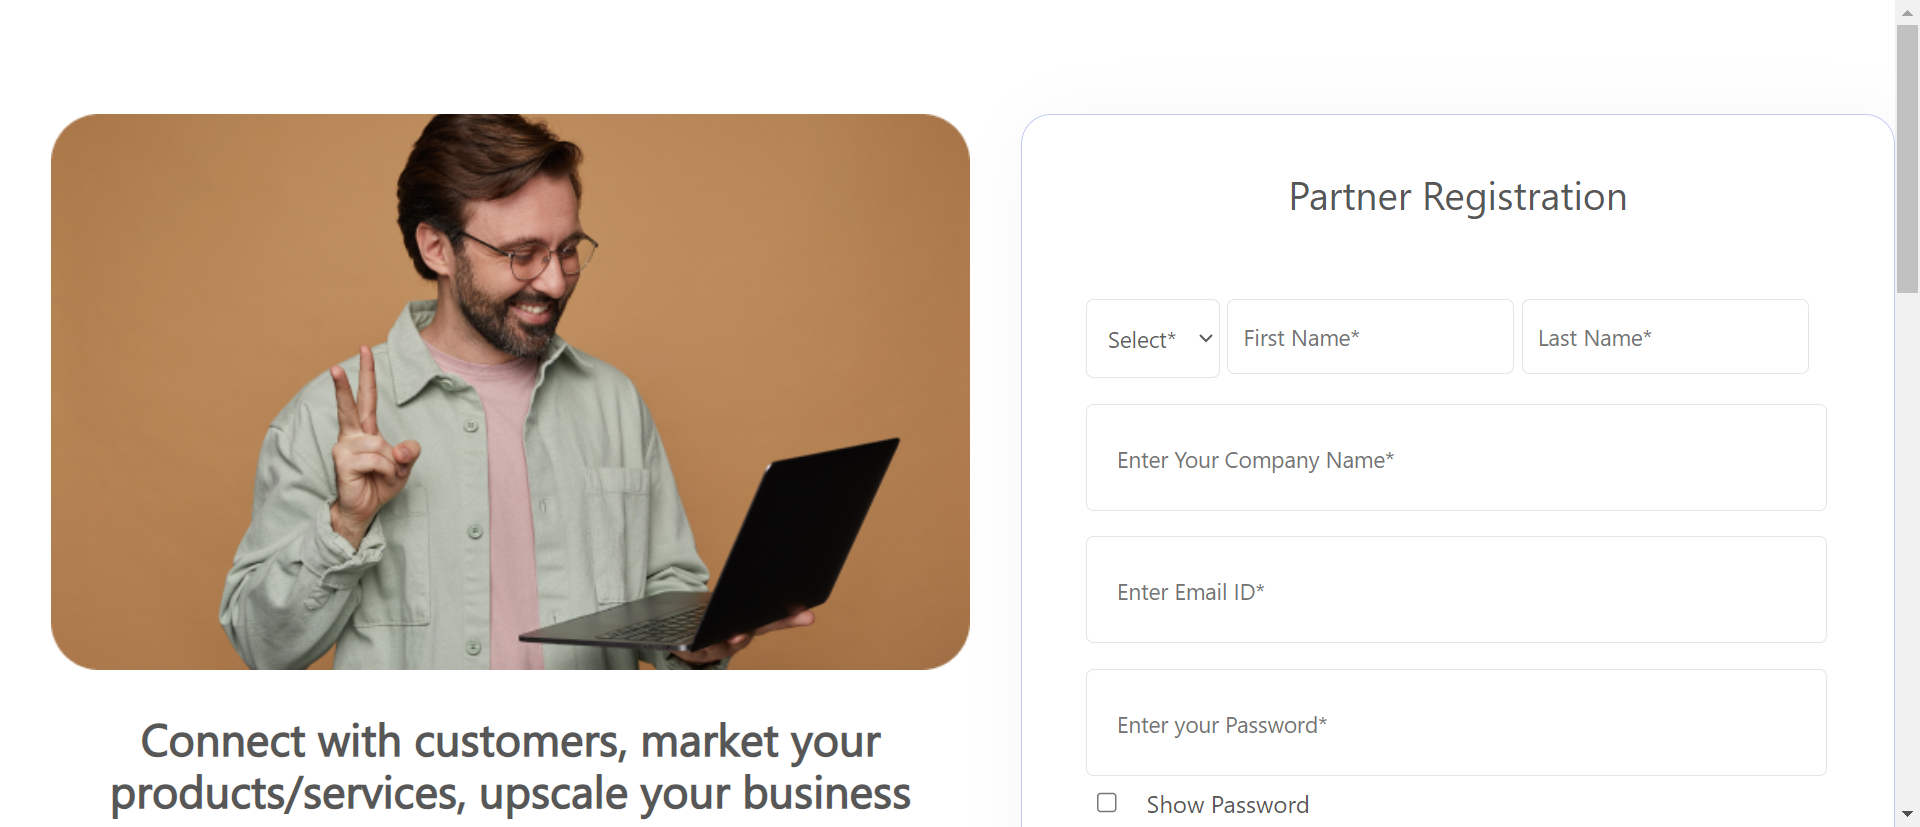 Connect with customers, market your
products/services, upscale your business
Partner Registration
Select*
First Name*
Last Name*
Enter Your Company Name*
Enter Email ID*
Enter your Password*
Show Password